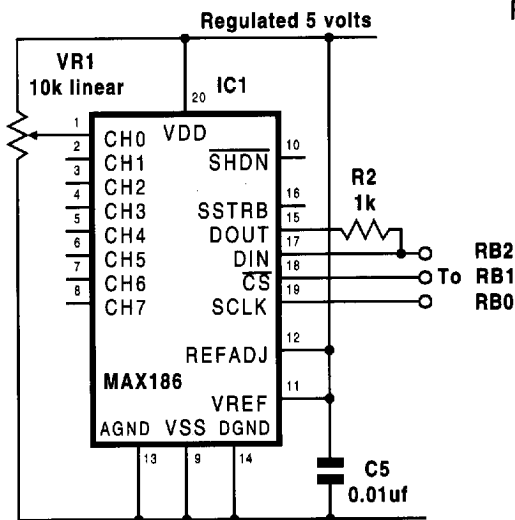 Regulated 5 volts
VR1
10k linear
IC1
20
1
CH0
VDD
10
2
CH1
SHDN
3
CH2
R2
1k
4
CH3
16
SSTRB
5
CH4
15
DOUT
6
CH5
17
DIN
RB2
7
CH6
18
CS
To RB1
8
CH7
19
SCLK
RB0
12
REFADJ
MAX186
11
VREF
AGND VSS DGND
13
9
14
C5
0.01uf